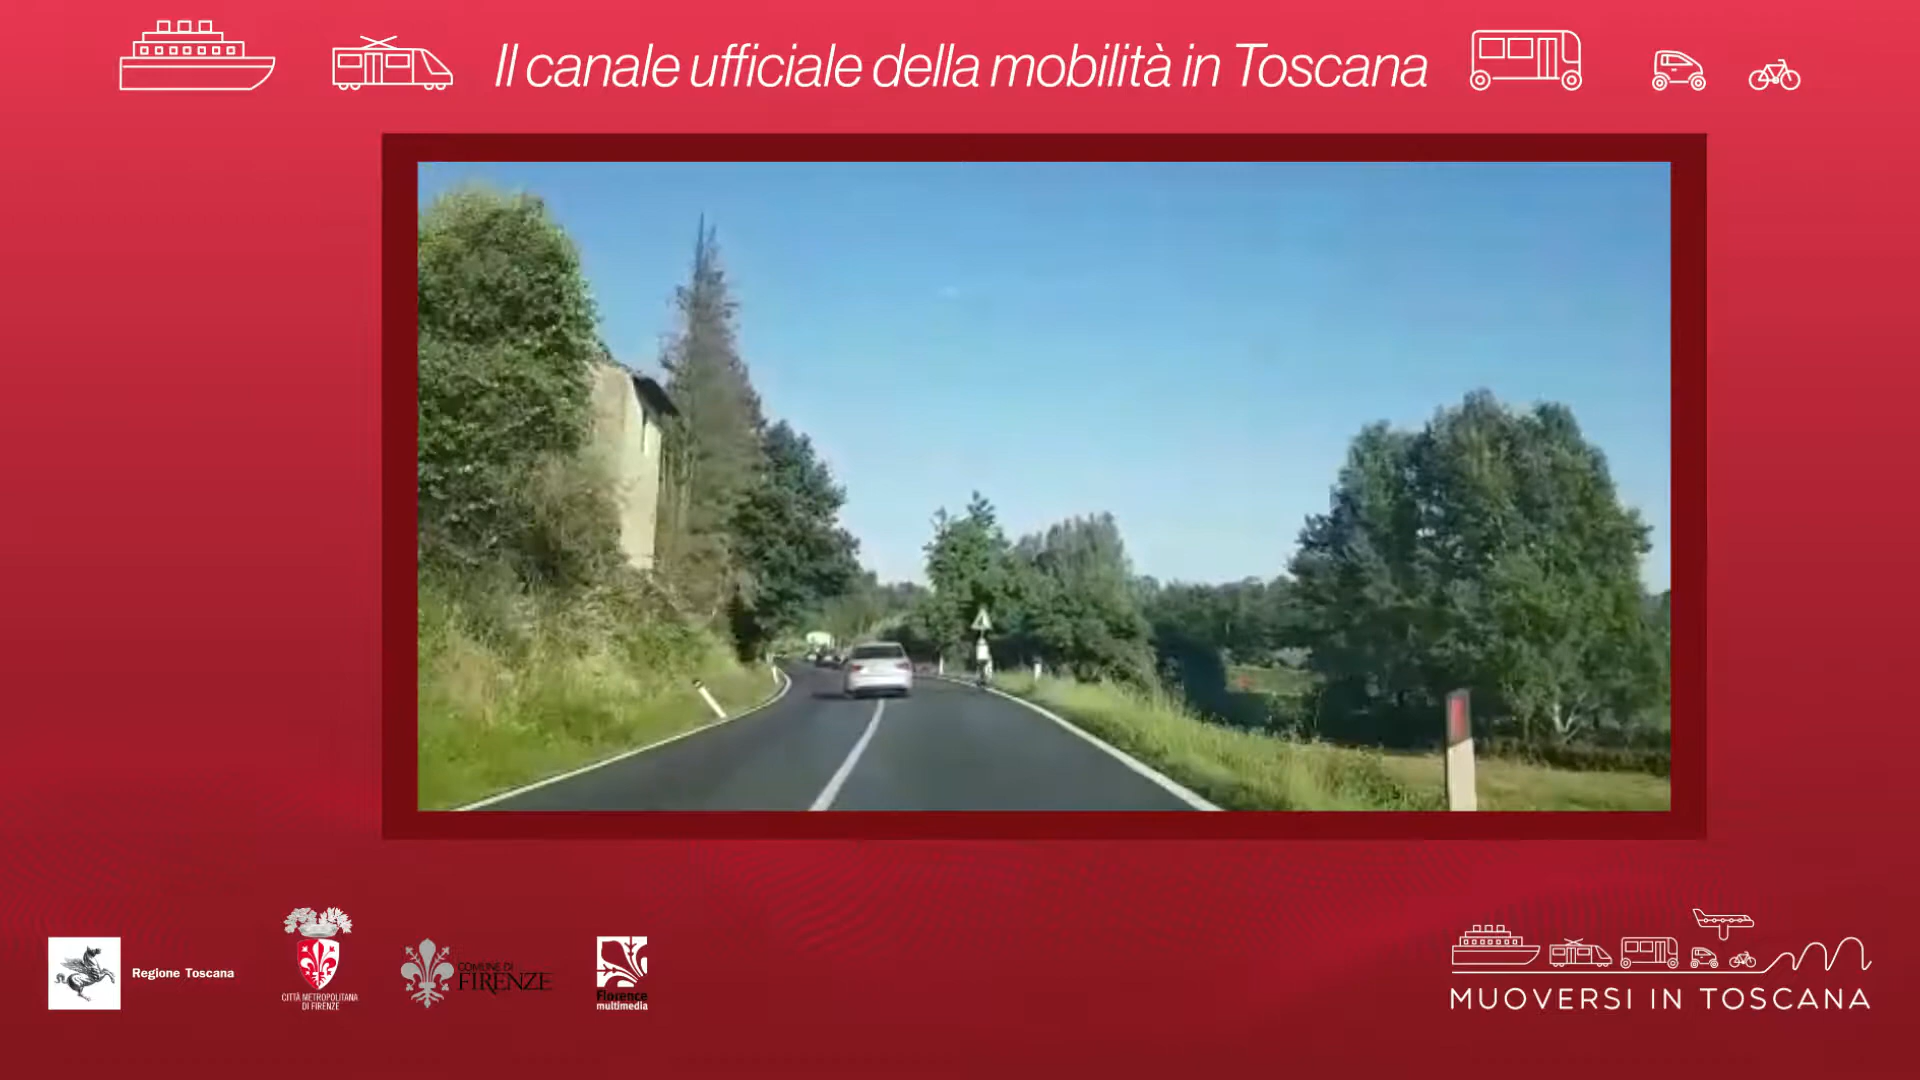 Il canale ufficiale della mobilità in Toscana
Regione Toscana
CITTÀ METROPOLITANA
DI FIRENZE
COMUNE DI
FIRENZE
Florence
multimedia
MUOVERSI IN TOSCANA